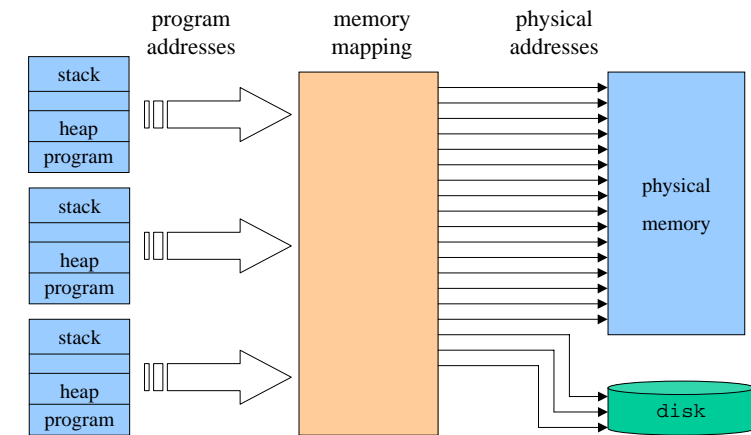 program
addresses
memory
mapping
physical
addresses
stack
heap
program
stack
heap
program
stack
heap
program
physical
memory
disk